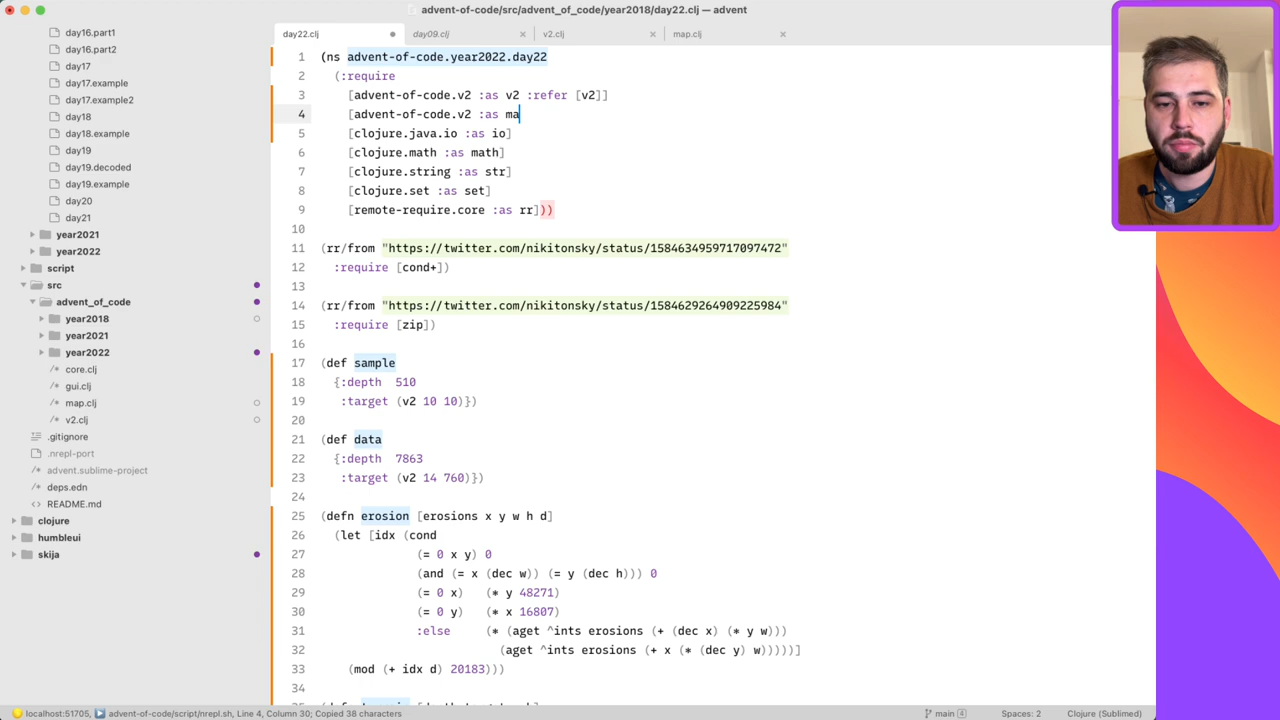 advent-of-code/src/advent_of_code/year2018/day22.clj — advent
day22.clj
day09.clj
v2.clj
map.clj
day16.part1
day16.part2
day17
day17.example
day17.example2
day18
day18.example
day19
day19.decoded
day19.example
day20
day21
year2021
year2022
script
src
advent_of_code
year2018
year2021
year2022
core.clj
gui.clj
map.clj
v2.clj
.gitignore
.nrepl-port
advent.sublime-project
deps.edn
README.md
clojure
humbleui
skija
1 (ns advent-of-code.year2022.day22
2 (:require
3 [advent-of-code.v2 :as v2 :refer [v2]]
4 [advent-of-code.v2 :as ma
5 [clojure.java.io :as io]
6 [clojure.math :as math]
7 [clojure.string :as str]
8 [clojure.set :as set]
9 [remote-require.core :as rr]))
10
11 (rr/from "https://twitter.com/nikitonsky/status/1584634959717097472"
12 :require [cond+])
13
14 (rr/from "https://twitter.com/nikitonsky/status/1584629264909225984"
15 :require [zip])
16
17 (def sample
18 {:depth 510
19 :target (v2 10 10)})
20
21 (def data
22 {:depth 7863
23 :target (v2 14 760)})
24
25 (defn erosion [erosions x y w h d]
26 (let [idx (cond
27 (= 0 x y) 0
28 (and (= x (dec w)) (= y (dec h))) 0
29 (= 0 x) (* y 48271)
30 (= 0 y) (* x 16807)
31 :else (* (aget ^ints erosions (+ (dec x) (* y w)))
32 (aget ^ints erosions (+ x (* (dec y) w)))))]
33 (mod (+ idx d) 20183)))
34
localhost:51705, advent-of-code/script/nrepl.sh, Line 4, Column 30; Copied 38 characters
main 4
Spaces: 2
Clojure (Sublimed)